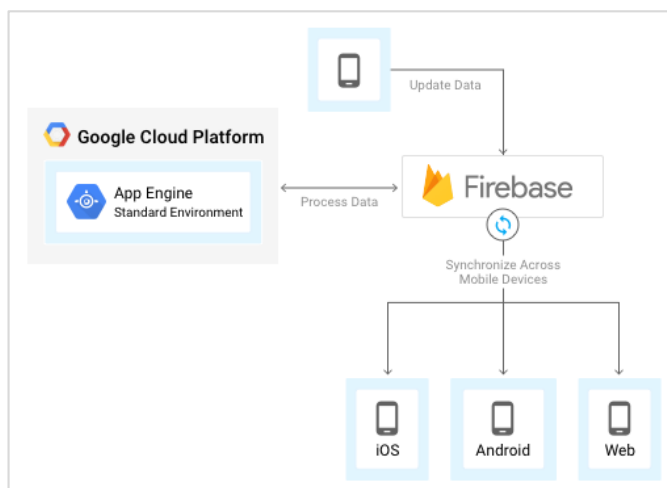 Update Data
Google Cloud Platform
App Engine
Standard Environment
Process Data
Firebase
Synchronize Across
Mobile Devices
iOS
Android
Web